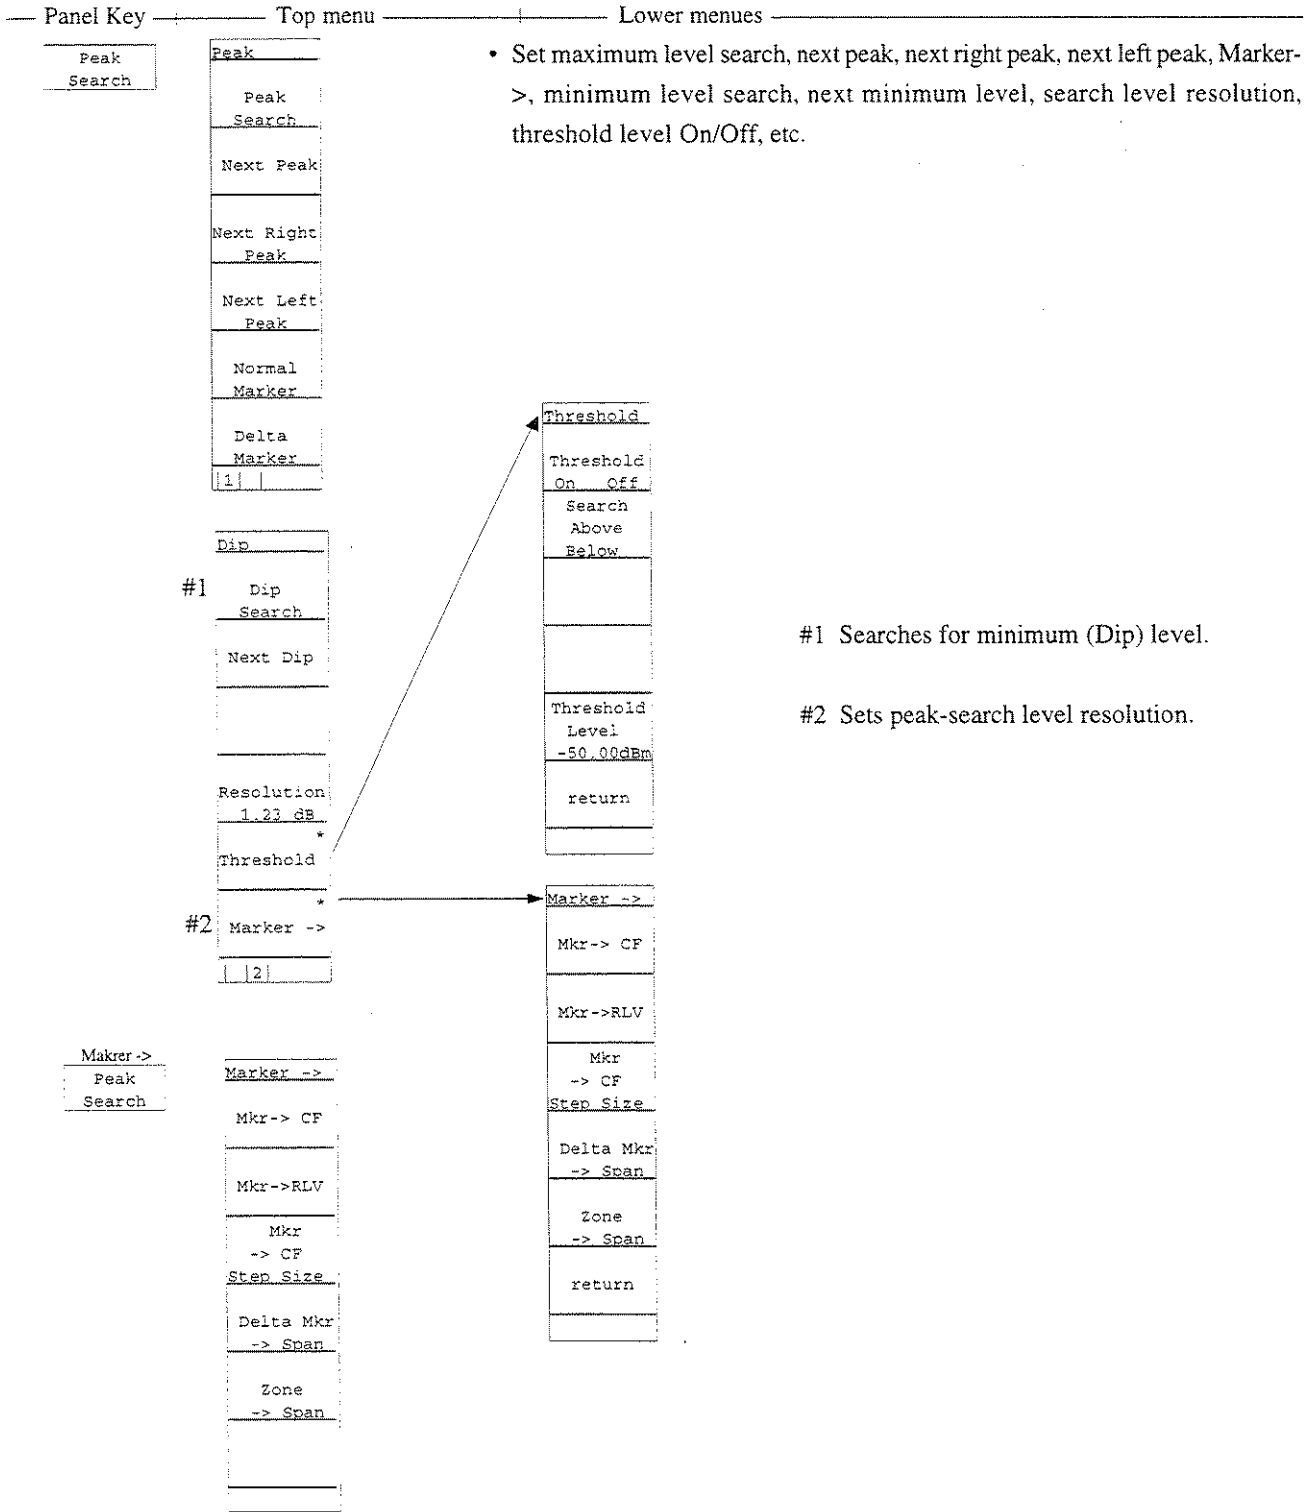 Panel Key Top menu Lower menues
Peak
Search
Peak
Peak
Search
Next Peak
Next Right
Peak
Next Left
Peak
Normal
Marker
Delta
Marker
1
• Set maximum level search, next peak, next right peak, next left peak, Marker-
>, minimum level search, next minimum level, search level resolution,
threshold level On/Off, etc.
Dip
#1 Dip
Search
Next Dip
Resolution
1.23 dB
*
Threshold
*
#2 Marker ->
2
Threshold
Threshold
On Off
Search
Above
Below
Threshold
Level
-50.00dBm
return
#1 Searches for minimum (Dip) level.
#2 Sets peak-search level resolution.
Marker ->
Mkr-> CF
Mkr->RLV
Mkr
-> CF
Step Size
Delta Mkr
-> Span
Zone
-> Span
return
Makrer ->
Peak
Search
Marker ->
Mkr-> CF
Mkr->RLV
Mkr
-> CF
Step Size
Delta Mkr
-> Span
Zone
-> Span